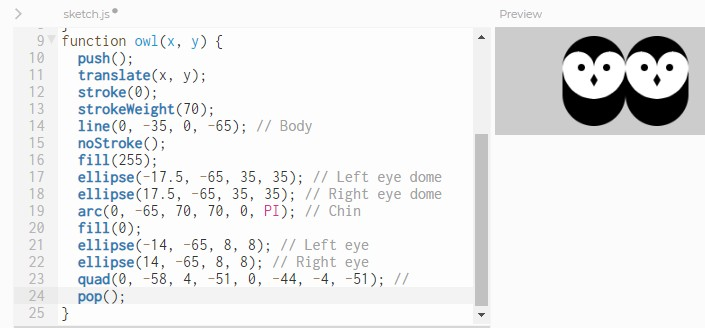 sketch.js
Preview
9 function owl(x, y) {
10 push();
11 translate(x, y);
12 stroke(0);
13 strokeWeight(70);
14 line(0, -35, 0, -65); // Body
15 noStroke();
16 fill(255);
17 ellipse(-17.5, -65, 35, 35); // Left eye dome
18 ellipse(17.5, -65, 35, 35); // Right eye dome
19 arc(0, -65, 70, 70, 0, PI); // Chin
20 fill(0);
21 ellipse(-14, -65, 8, 8); // Left eye
22 ellipse(14, -65, 8, 8); // Right eye
23 quad(0, -58, 4, -51, 0, -44, -4, -51); //
24 pop();
25 }